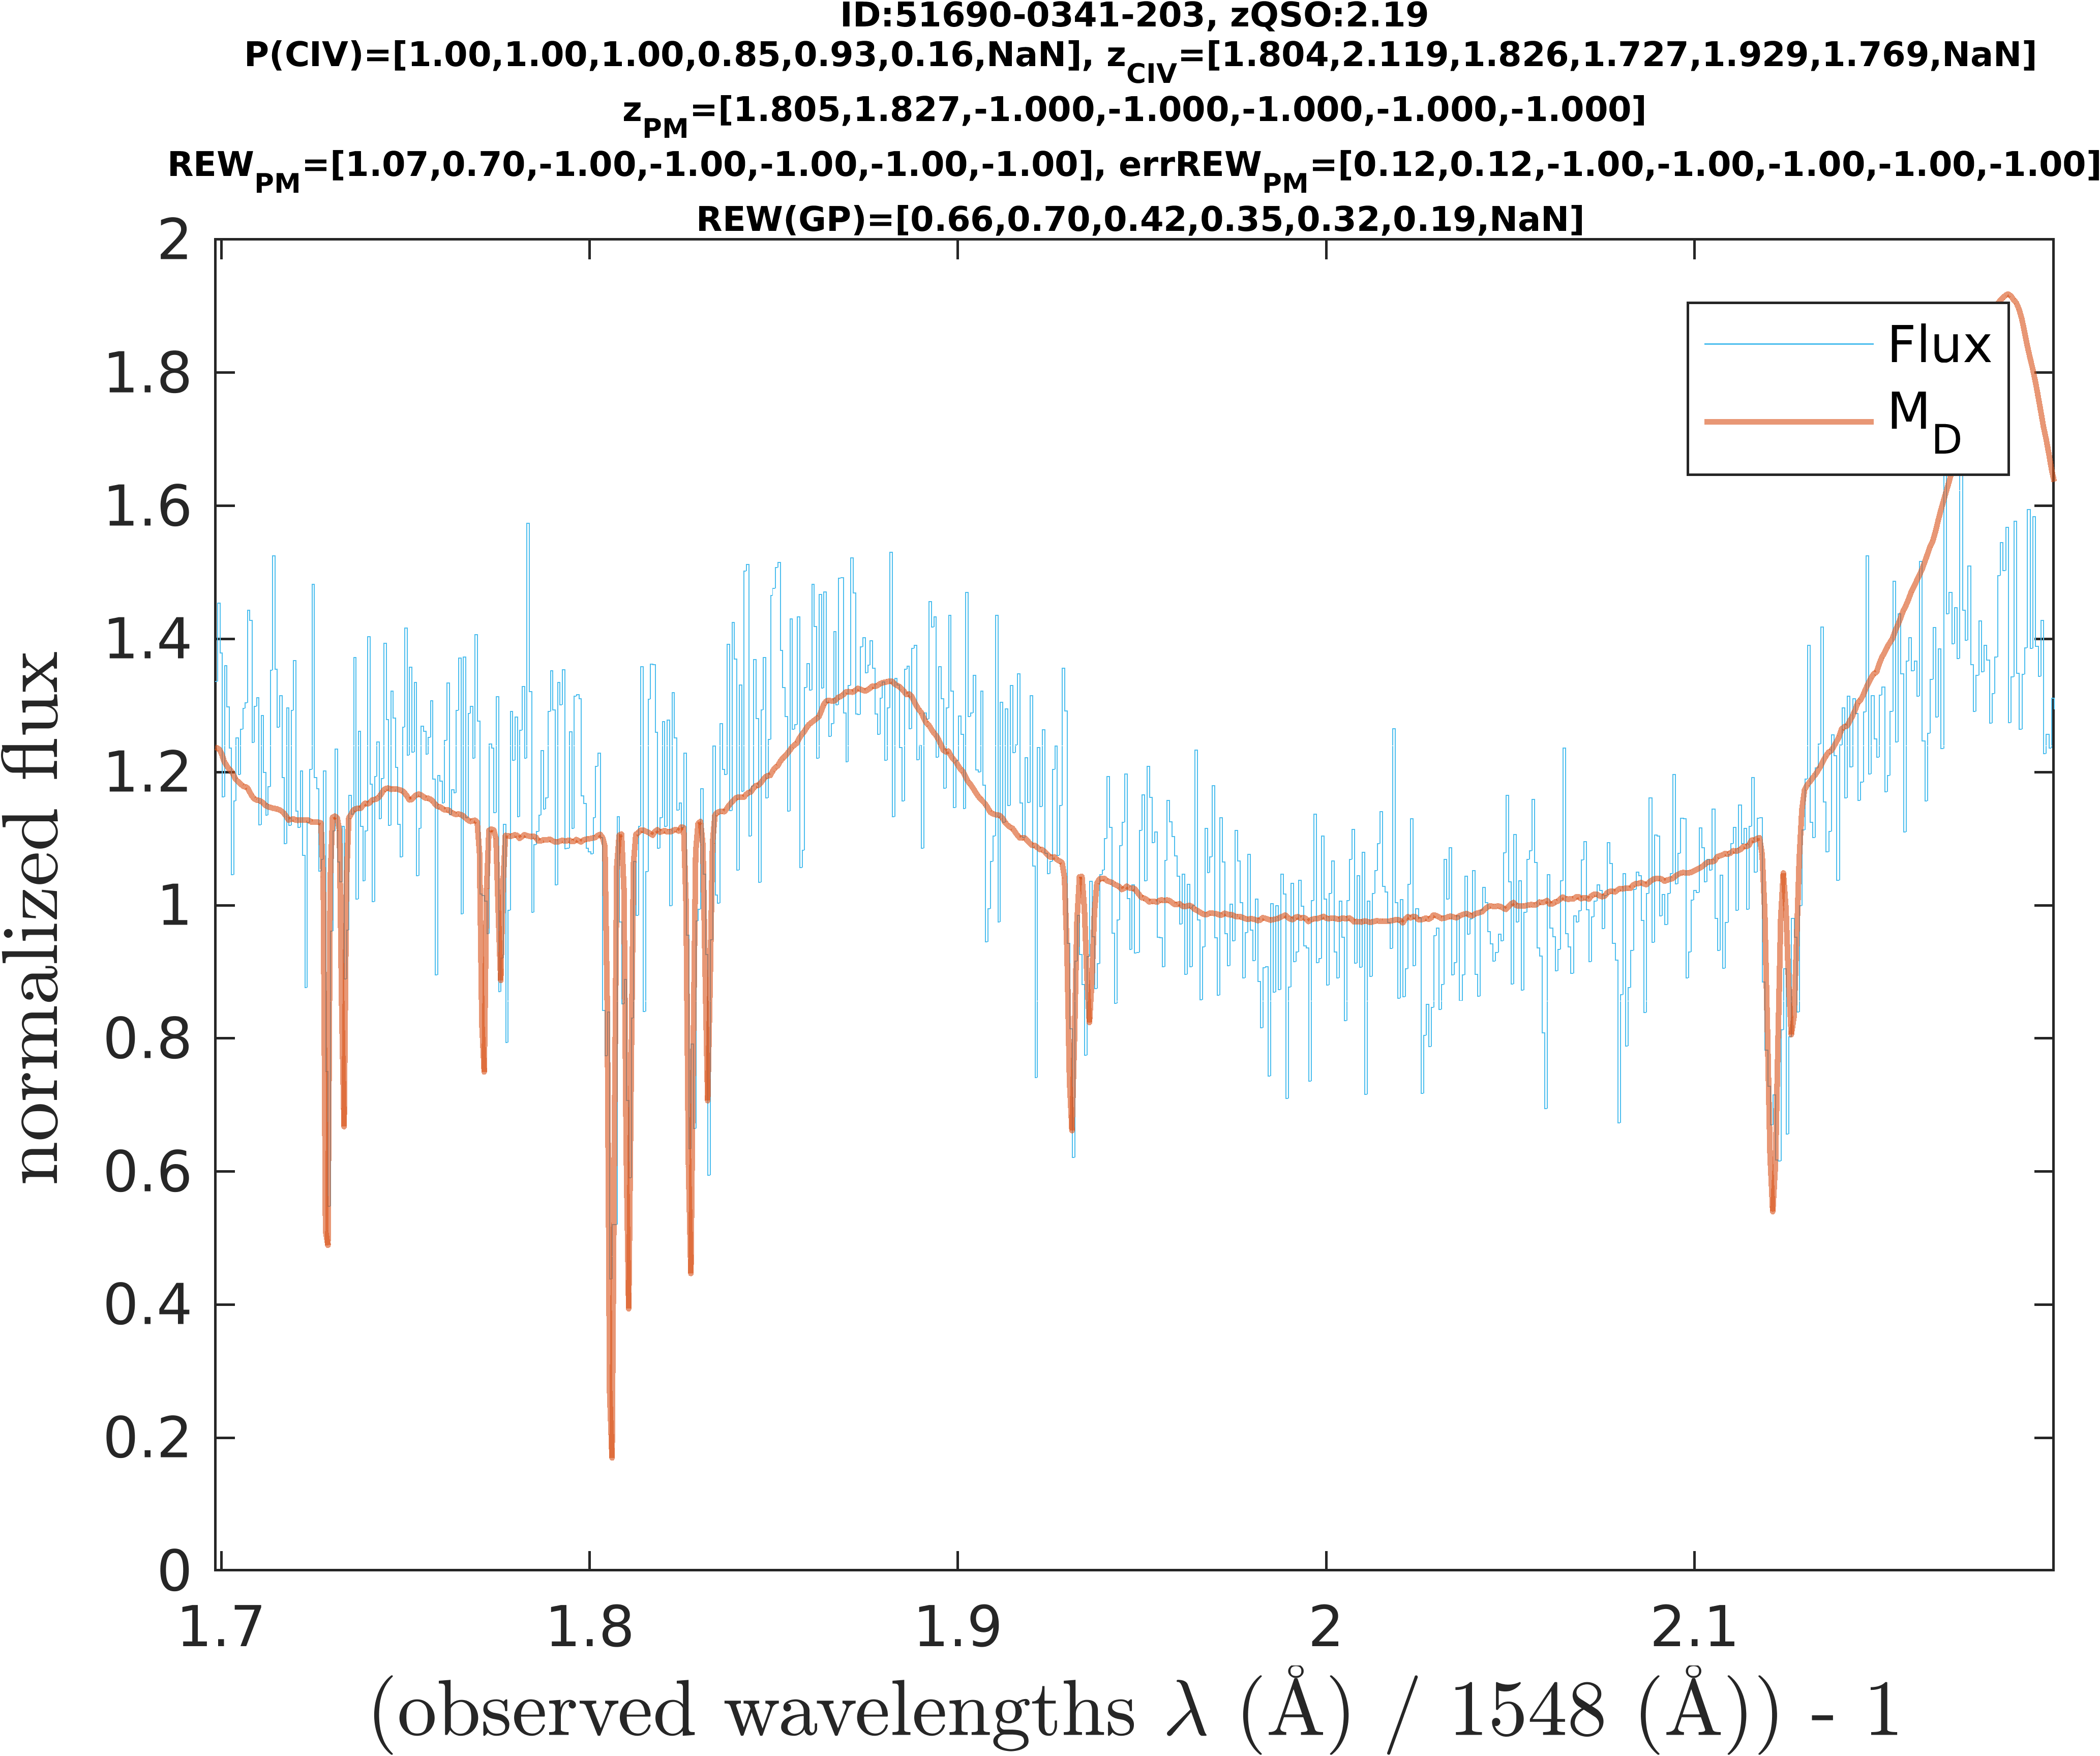 ID:51690-0341-203, zQSO:2.19
P(CIV)=[1.00,1.00,1.00,0.85,0.93,0.16,NaN], zCIV=[1.804,2.119,1.826,1.727,1.929,1.769,NaN]
zPM=[1.805,1.827,-1.000,-1.000,-1.000,-1.000,-1.000]
REWPM=[1.07,0.70,-1.00,-1.00,-1.00,-1.00,-1.00], errREWPM=[0.12,0.12,-1.00,-1.00,-1.00,-1.00,-1.00]
REW(GP)=[0.66,0.70,0.42,0.35,0.32,0.19,NaN]
2
1.8
1.6
1.4
1.2
1
0.8
0.6
0.4
0.2
0
normalized flux
Flux
MD
1.7
1.8
1.9
2
2.1
(observed wavelengths λ (Å) / 1548 (Å)) - 1